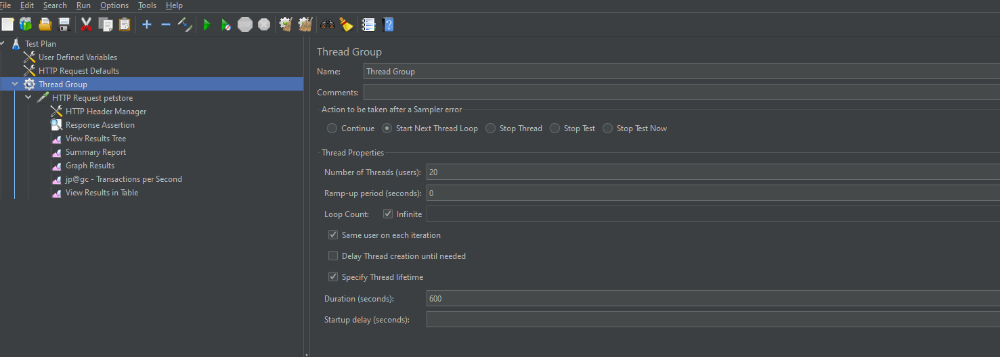 File Edit Search Run Options Tools Help
STOP
Test Plan
User Defined Variables
HTTP Request Defaults
Thread Group
HTTP Request petstore
HTTP Header Manager
Response Assertion
View Results Tree
Summary Report
Graph Results
jp@gc - Transactions per Second
View Results in Table
Thread Group
Name: Thread Group
Comments:
Action to be taken after a Sampler error
Continue Start Next Thread Loop Stop Thread Stop Test Stop Test Now
Thread Properties
Number of Threads (users): 20
Ramp-up period (seconds): 0
Loop Count: Infinite
Same user on each iteration
Delay Thread creation until needed
Specify Thread lifetime
Duration (seconds): 600
Startup delay (seconds):